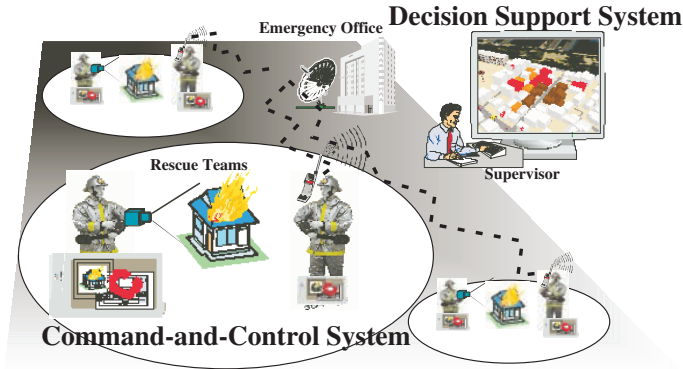 Decision Support System
Emergency Office
Rescue Teams
Supervisor
Command-and-Control System